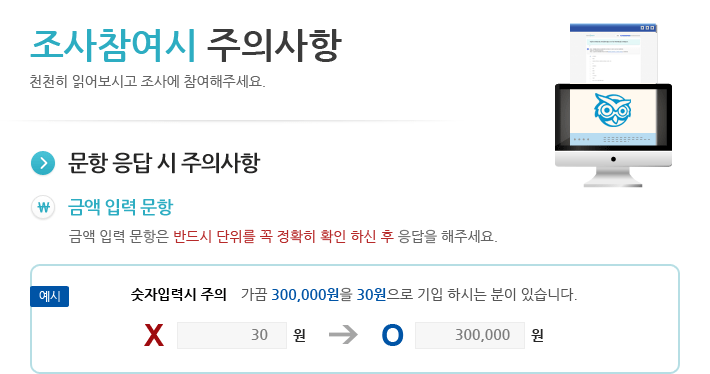 조사참여시 주의사항
천천히 읽어보시고 조사에 참여해주세요.
문항 응답 시 주의사항
₩ 금액 입력 문항
금액 입력 문항은 반드시 단위를 꼭 정확히 확인 하신 후 응답을 해주세요.
예시 숫자입력시 주의 가끔 300,000원을 30원으로 기입 하시는 분이 있습니다.
X 30 원 O 300,000 원